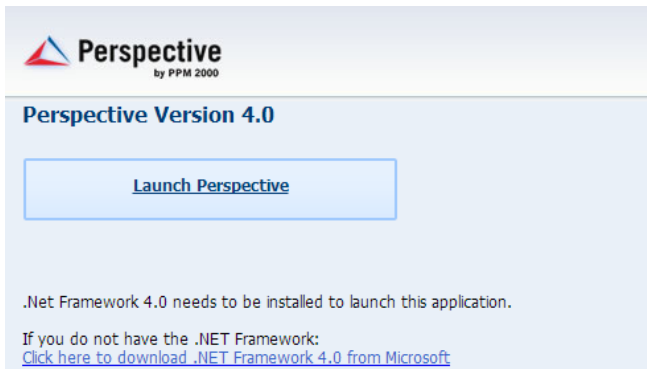 Perspective
by PPM 2000
Perspective Version 4.0
Launch Perspective
.Net Framework 4.0 needs to be installed to launch this application.
If you do not have the .NET Framework:
Click here to download .NET Framework 4.0 from Microsoft